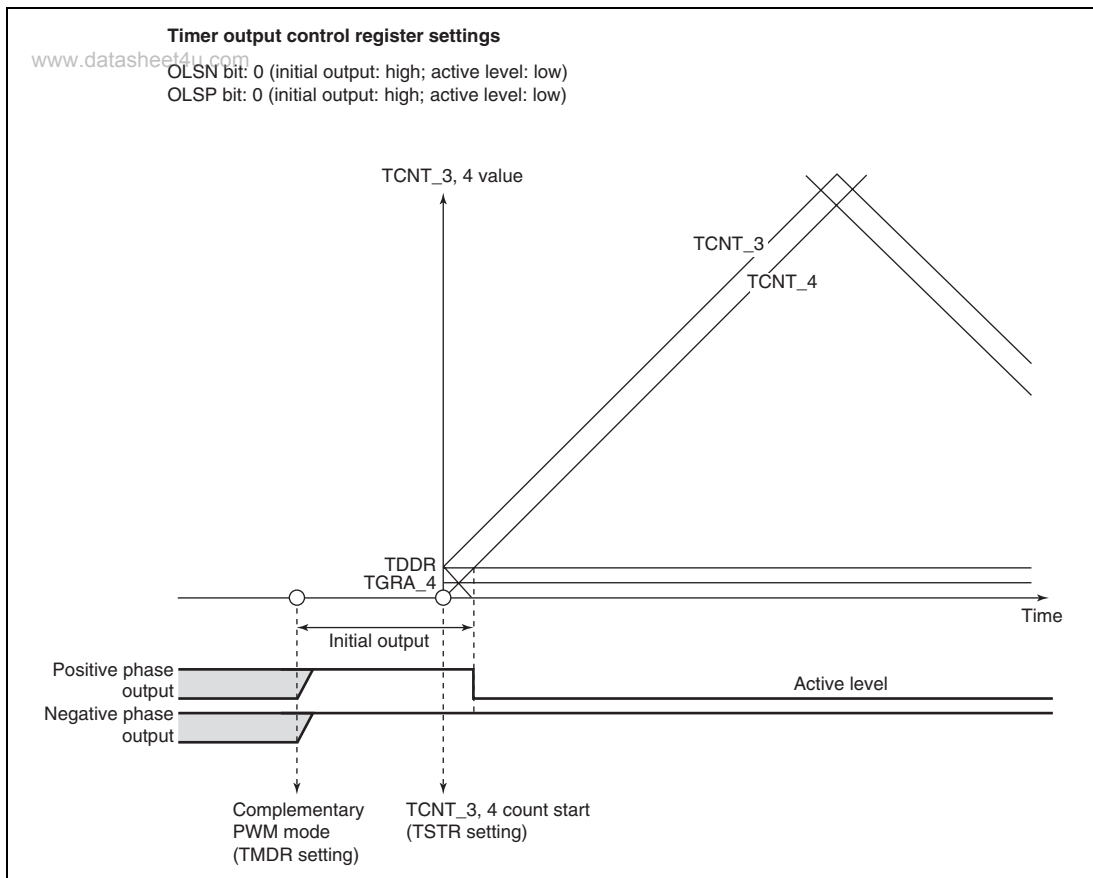 Timer output control register settings
www.datasheet4u.com
OLSN bit: 0 (initial output: high; active level: low)
OLSP bit: 0 (initial output: high; active level: low)
TCNT_3, 4 value
TCNT_3
TCNT_4
TDDR
TGRA_4
Time
Initial output
Positive phase
output
Active level
Negative phase
output
Complementary
PWM mode
(TMDR setting)
TCNT_3, 4 count start
(TSTR setting)